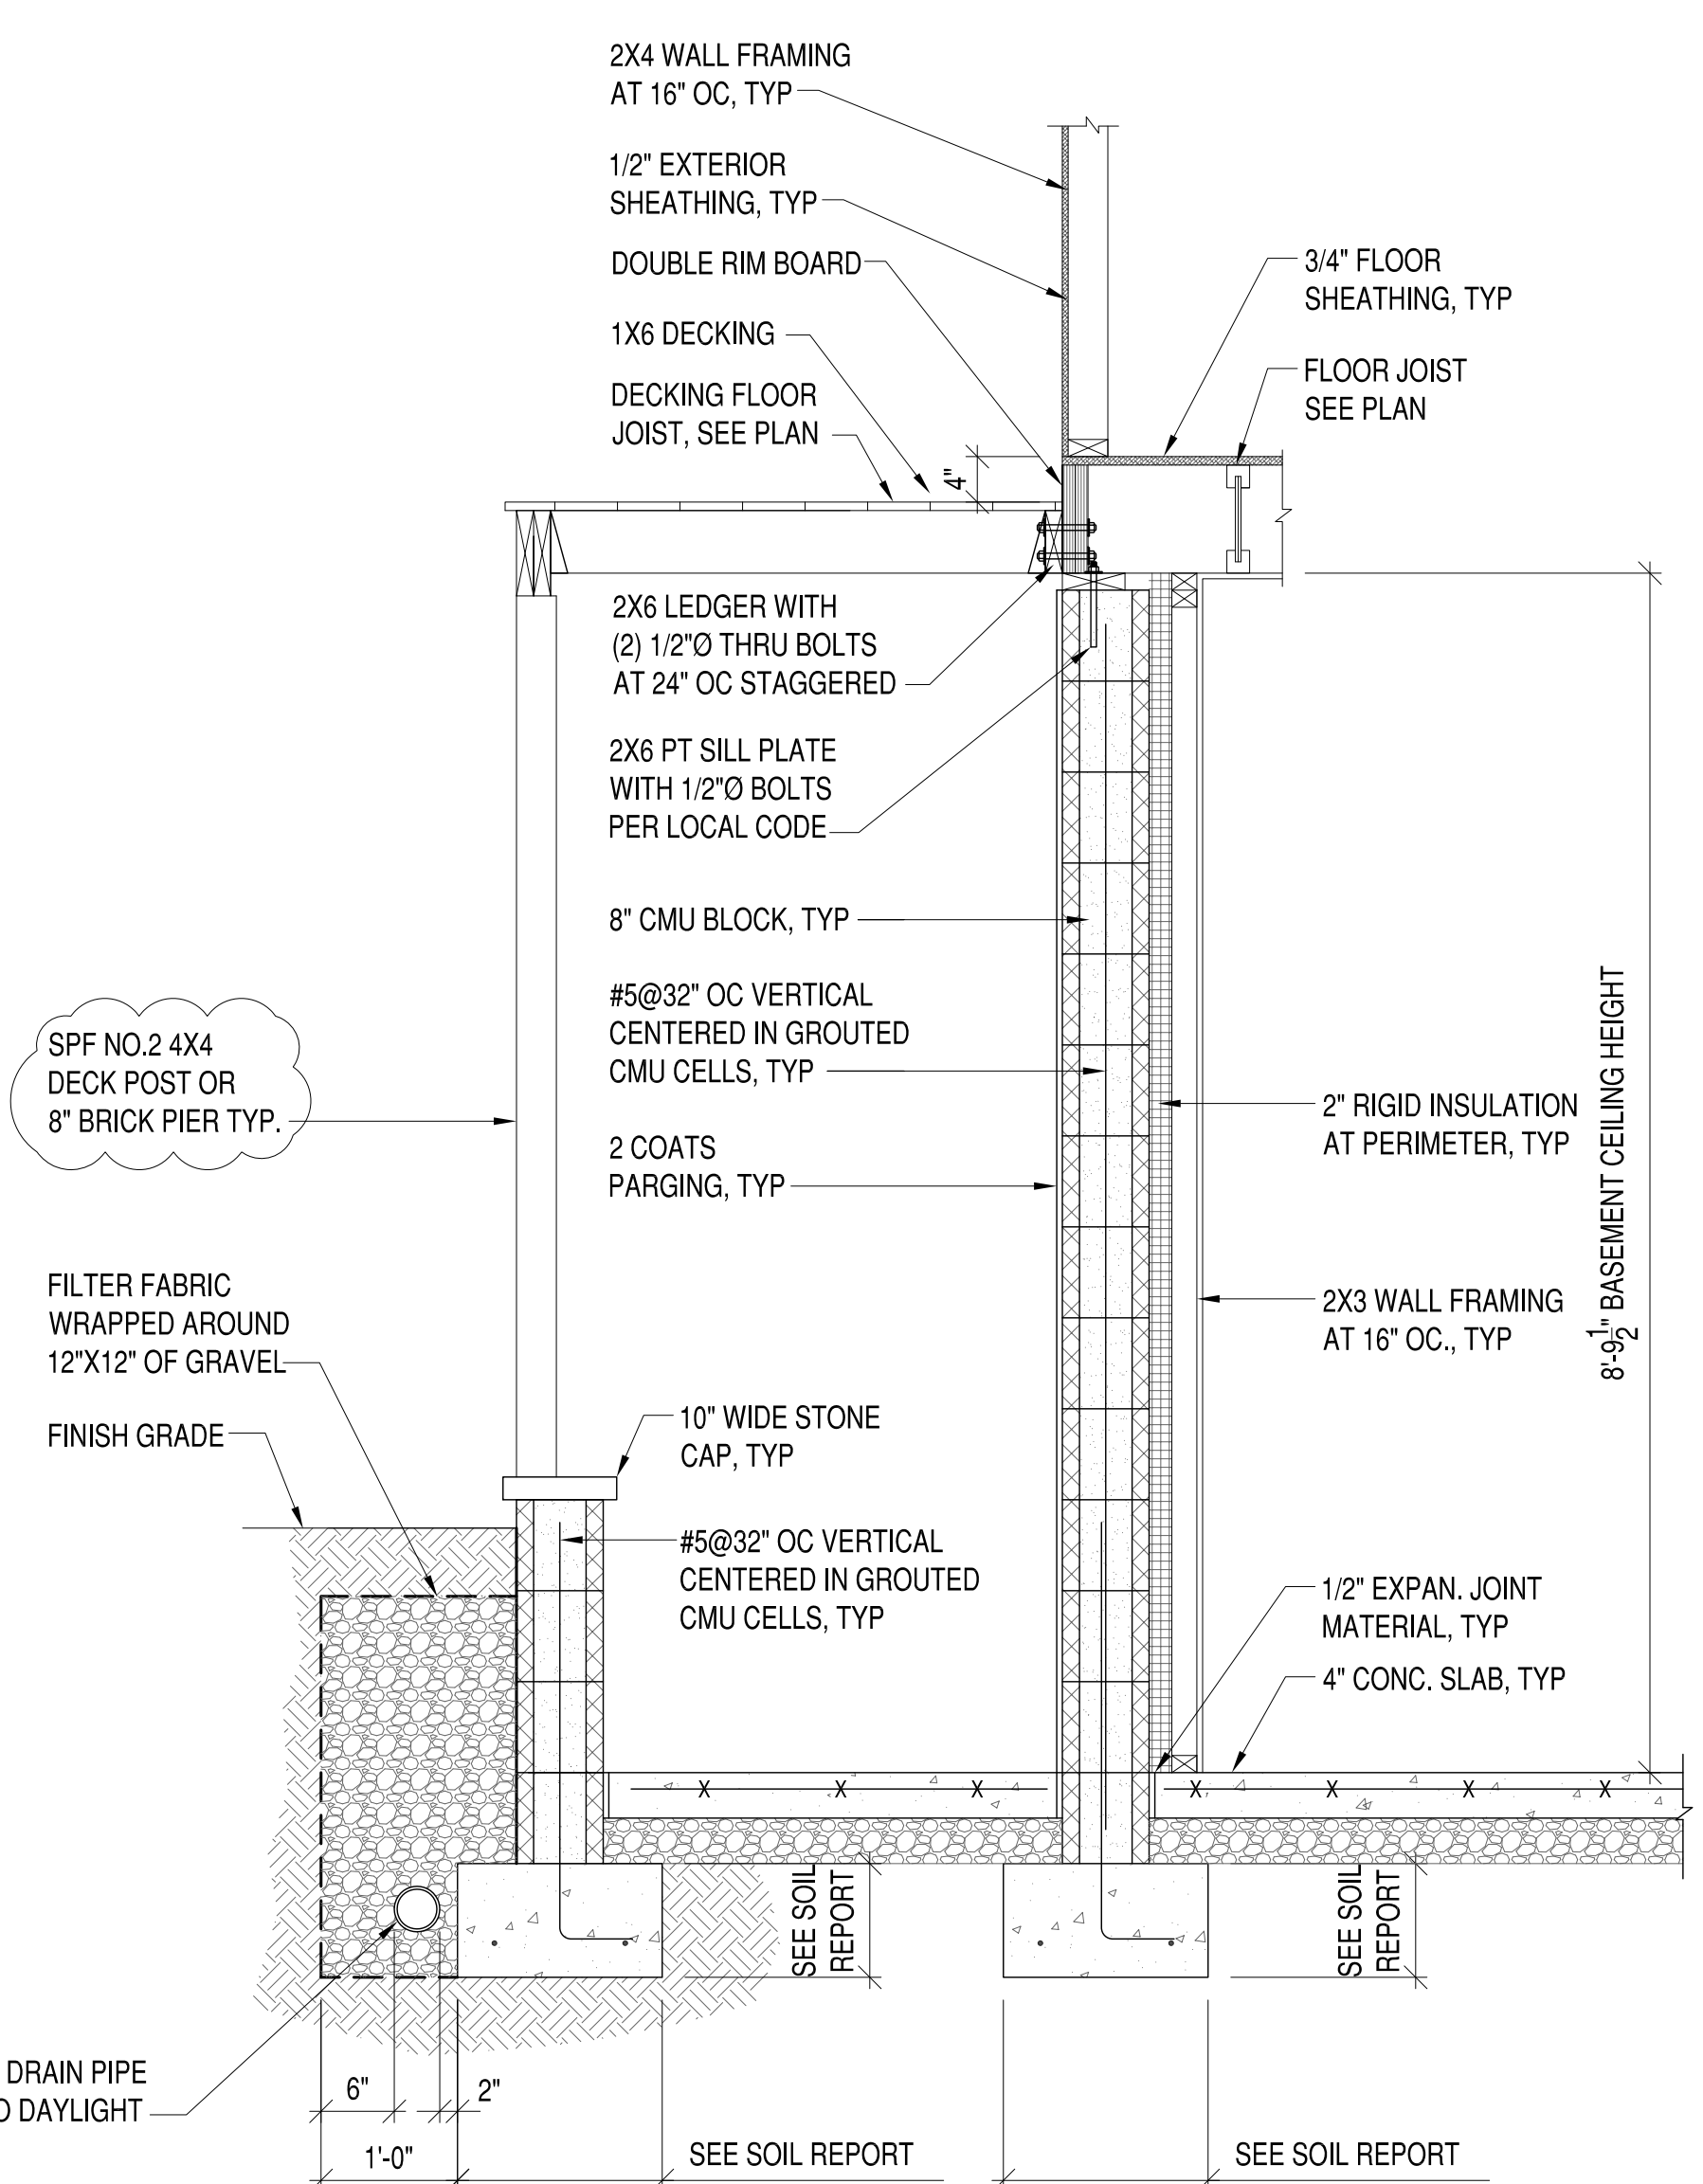 2X4 WALL FRAMING
AT 16" OC, TYP
1/2" EXTERIOR
SHEATHING, TYP
DOUBLE RIM BOARD
1X6 DECKING
DECKING FLOOR
JOIST, SEE PLAN
3/4" FLOOR
SHEATHING, TYP
FLOOR JOIST
SEE PLAN
4"
2X6 LEDGER WITH
(2) 1/2"Ø THRU BOLTS
AT 24" OC STAGGERED
2X6 PT SILL PLATE
WITH 1/2"Ø BOLTS
PER LOCAL CODE
8" CMU BLOCK, TYP
#5@32" OC VERTICAL
CENTERED IN GROUTED
CMU CELLS, TYP
2 COATS
PARGING, TYP
SPF NO.2 4X4
DECK POST OR
8" BRICK PIER TYP.
FILTER FABRIC
WRAPPED AROUND
12"X12" OF GRAVEL
FINISH GRADE
10" WIDE STONE
CAP, TYP
#5@32" OC VERTICAL
CENTERED IN GROUTED
CMU CELLS, TYP
2" RIGID INSULATION
AT PERIMETER, TYP
2X3 WALL FRAMING
AT 16" OC., TYP
8'-9 1/2" BASEMENT CEILING HEIGHT
1/2" EXPAN. JOINT
MATERIAL, TYP
4" CONC. SLAB, TYP
X X X X X X X
SEE SOIL
REPORT
SEE SOIL
REPORT
DRAIN PIPE
O DAYLIGHT
6"
2"
1'-0"
SEE SOIL REPORT
SEE SOIL REPORT